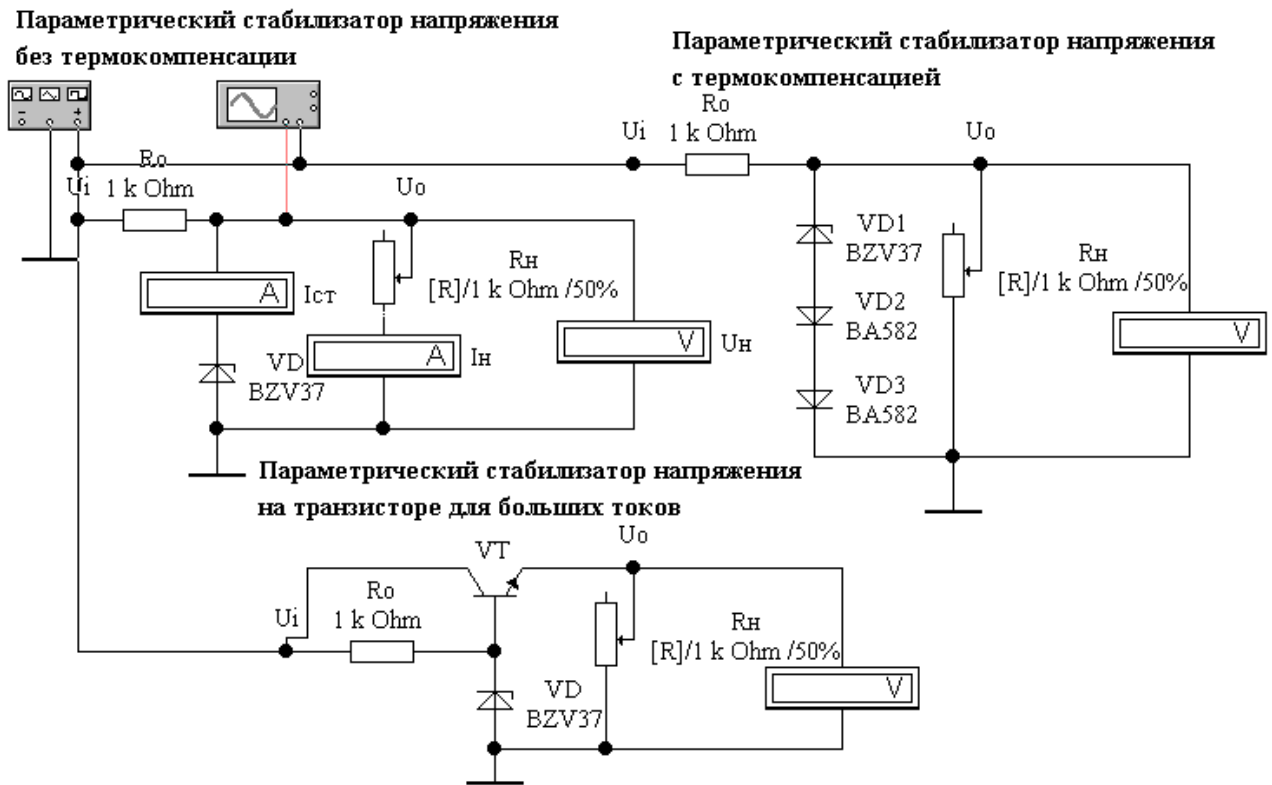 Параметрический стабилизатор напряжения
без термокомпенсации
Параметрический стабилизатор напряжения
с термокомпенсацией
Ro
1 k Ohm
Ui
Uo
Ro
1 k Ohm
Ui
Uo
VD1
BZV37
VD2
BA582
VD3
BA582
Rн
[R]/1 k Ohm /50%
V
A
Iст
Rн
[R]/1 k Ohm /50%
VD
BZV37
A
Iн
V
Uн
Параметрический стабилизатор напряжения
на транзисторе для больших токов
VT
Uo
Ui
Ro
1 k Ohm
Rн
[R]/1 k Ohm /50%
VD
BZV37
V